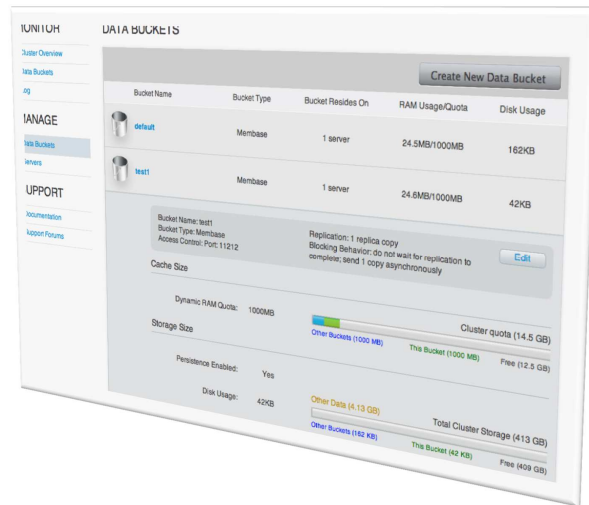 MONITOR
Cluster Overview
Data Buckets
Log
MANAGE
Data Buckets
Servers
SUPPORT
Documentation
Support Forums
DATA BUCKETS
Create New Data Bucket
Bucket Name Bucket Type Bucket Resides On RAM Usage/Quota Disk Usage
default Membase 1 server 24.5MB/1000MB 162KB
test1 Membase 1 server 24.6MB/1000MB 42KB
Bucket Name: test1
Bucket Type: Membase
Access Control: Port: 11212
Replication: 1 replica copy
Blocking Behavior: do not wait for replication to
complete; send 1 copy asynchronously
Edit
Cache Size
Dynamic RAM Quota: 1000MB
Cluster quota (14.5 GB)
Other Buckets (1000 MB) This Bucket (1000 MB) Free (12.5 GB)
Storage Size
Persistence Enabled: Yes
Disk Usage: 42KB
Other Data (4.13 GB) Total Cluster Storage (413 GB)
Other Buckets (162 KB) This Bucket (42 KB) Free (409 GB)